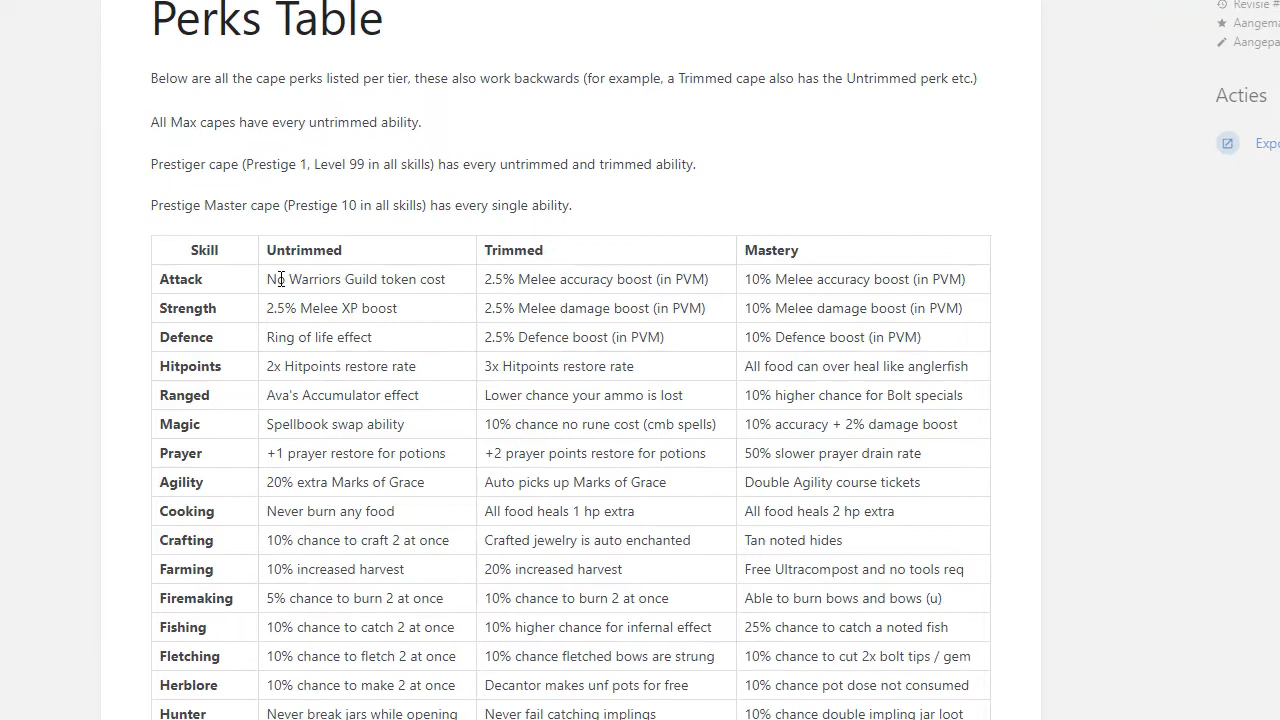 Perks Table
Revisie #
Aangema
Aangepa
Below are all the cape perks listed per tier, these also work backwards (for example, a Trimmed cape also has the Untrimmed perk etc.)
Acties
All Max capes have every untrimmed ability.
Expo
Prestiger cape (Prestige 1, Level 99 in all skills) has every untrimmed and trimmed ability.
Prestige Master cape (Prestige 10 in all skills) has every single ability.
Skill Untrimmed Trimmed Mastery
Attack No Warriors Guild token cost 2.5% Melee accuracy boost (in PVM) 10% Melee accuracy boost (in PVM)
Strength 2.5% Melee XP boost 2.5% Melee damage boost (in PVM) 10% Melee damage boost (in PVM)
Defence Ring of life effect 2.5% Defence boost (in PVM) 10% Defence boost (in PVM)
Hitpoints 2x Hitpoints restore rate 3x Hitpoints restore rate All food can over heal like anglerfish
Ranged Ava's Accumulator effect Lower chance your ammo is lost 10% higher chance for Bolt specials
Magic Spellbook swap ability 10% chance no rune cost (cmb spells) 10% accuracy + 2% damage boost
Prayer +1 prayer restore for potions +2 prayer points restore for potions 50% slower prayer drain rate
Agility 20% extra Marks of Grace Auto picks up Marks of Grace Double Agility course tickets
Cooking Never burn any food All food heals 1 hp extra All food heals 2 hp extra
Crafting 10% chance to craft 2 at once Crafted jewelry is auto enchanted Tan noted hides
Farming 10% increased harvest 20% increased harvest Free Ultracompost and no tools req
Firemaking 5% chance to burn 2 at once 10% chance to burn 2 at once Able to burn bows and bows (u)
Fishing 10% chance to catch 2 at once 10% higher chance for infernal effect 25% chance to catch a noted fish
Fletching 10% chance to fletch 2 at once 10% chance fletched bows are strung 10% chance to cut 2x bolt tips / gem
Herblore 10% chance to make 2 at once Decantor makes unf pots for free 10% chance pot dose not consumed
Hunter Never break jars while opening Never fail catching implings 10% chance double impling jar loot